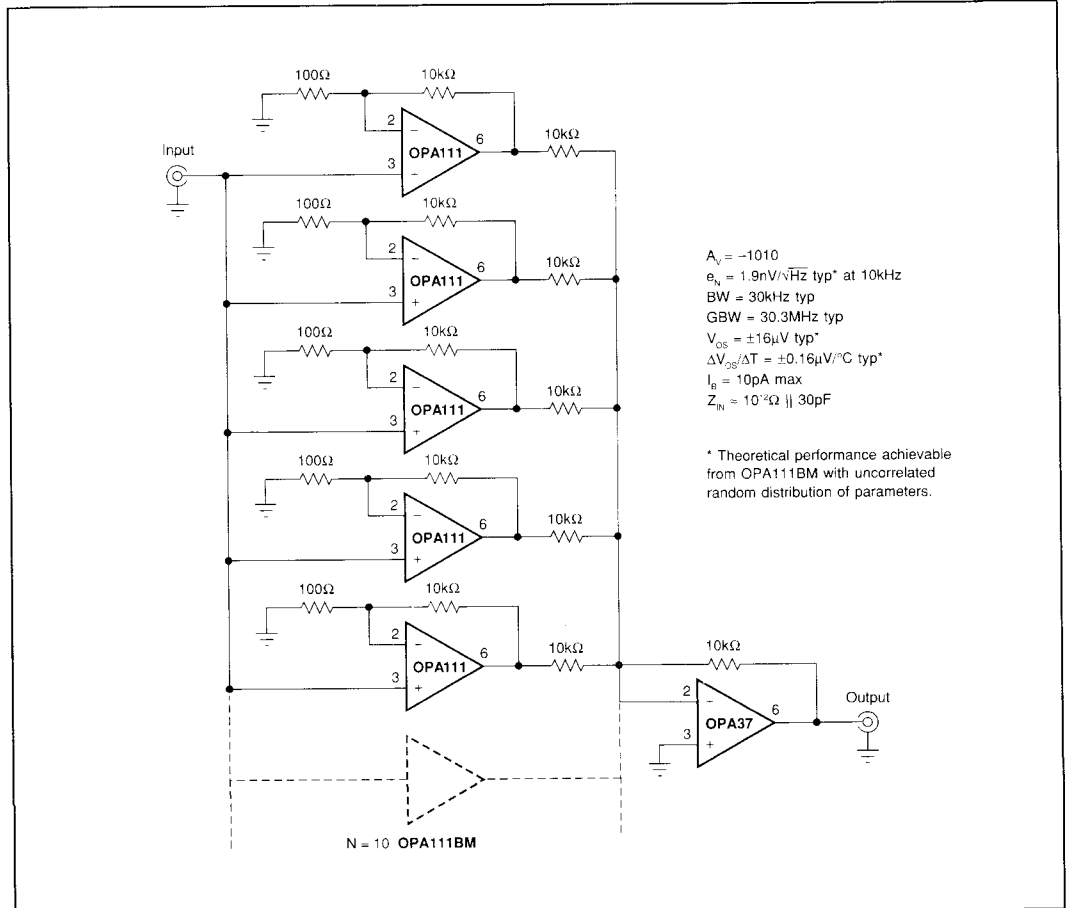 100Ω 10kΩ
2 −
3 −
OPA111
6
10kΩ
Input
100Ω 10kΩ
2 −
3 +
OPA111
6
10kΩ
100Ω 10kΩ
2 −
3 +
OPA111
6
10kΩ
100Ω 10kΩ
2 −
3 +
OPA111
6
10kΩ
100Ω 10kΩ
2 −
3 +
OPA111
6
10kΩ
10kΩ
2 −
3 +
OPA37
6
Output
N = 10 OPA111BM
A_V = −1010
e_N = 1.9nV/√Hz typ* at 10kHz
BW = 30kHz typ
GBW = 30.3MHz typ
V_OS = ±16µV typ*
ΔV_OS/ΔT = ±0.16µV/°C typ*
I_B = 10pA max
Z_IN ≈ 10¹²Ω || 30pF
* Theoretical performance achievable
from OPA111BM with uncorrelated
random distribution of parameters.